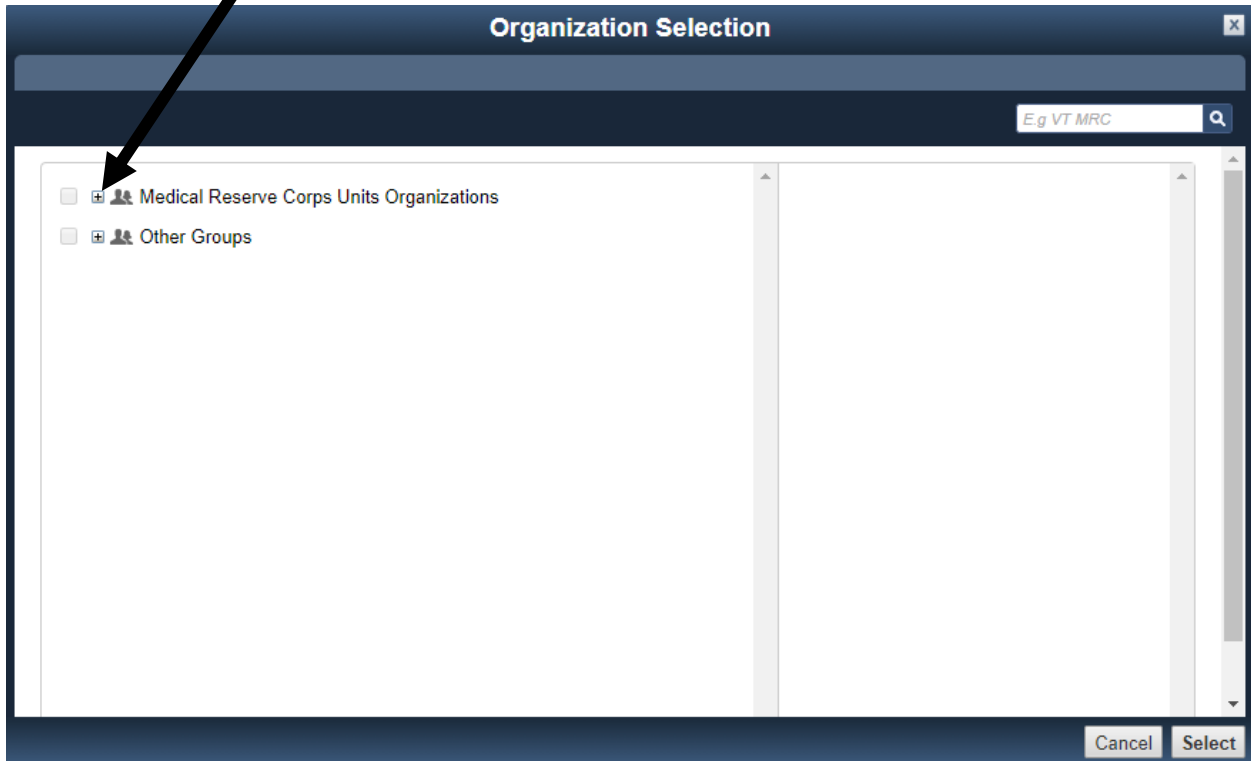 Organization Selection
E.g VT MRC
Medical Reserve Corps Units Organizations
Other Groups
Cancel Select